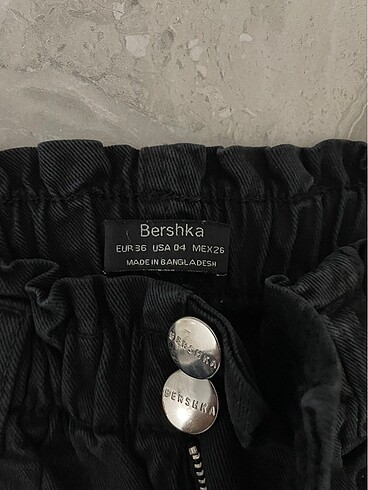 Bershka
EUR 36 USA 04 MEX 26
MADE IN BANGLADESH
BERSHKA
BERSHKA